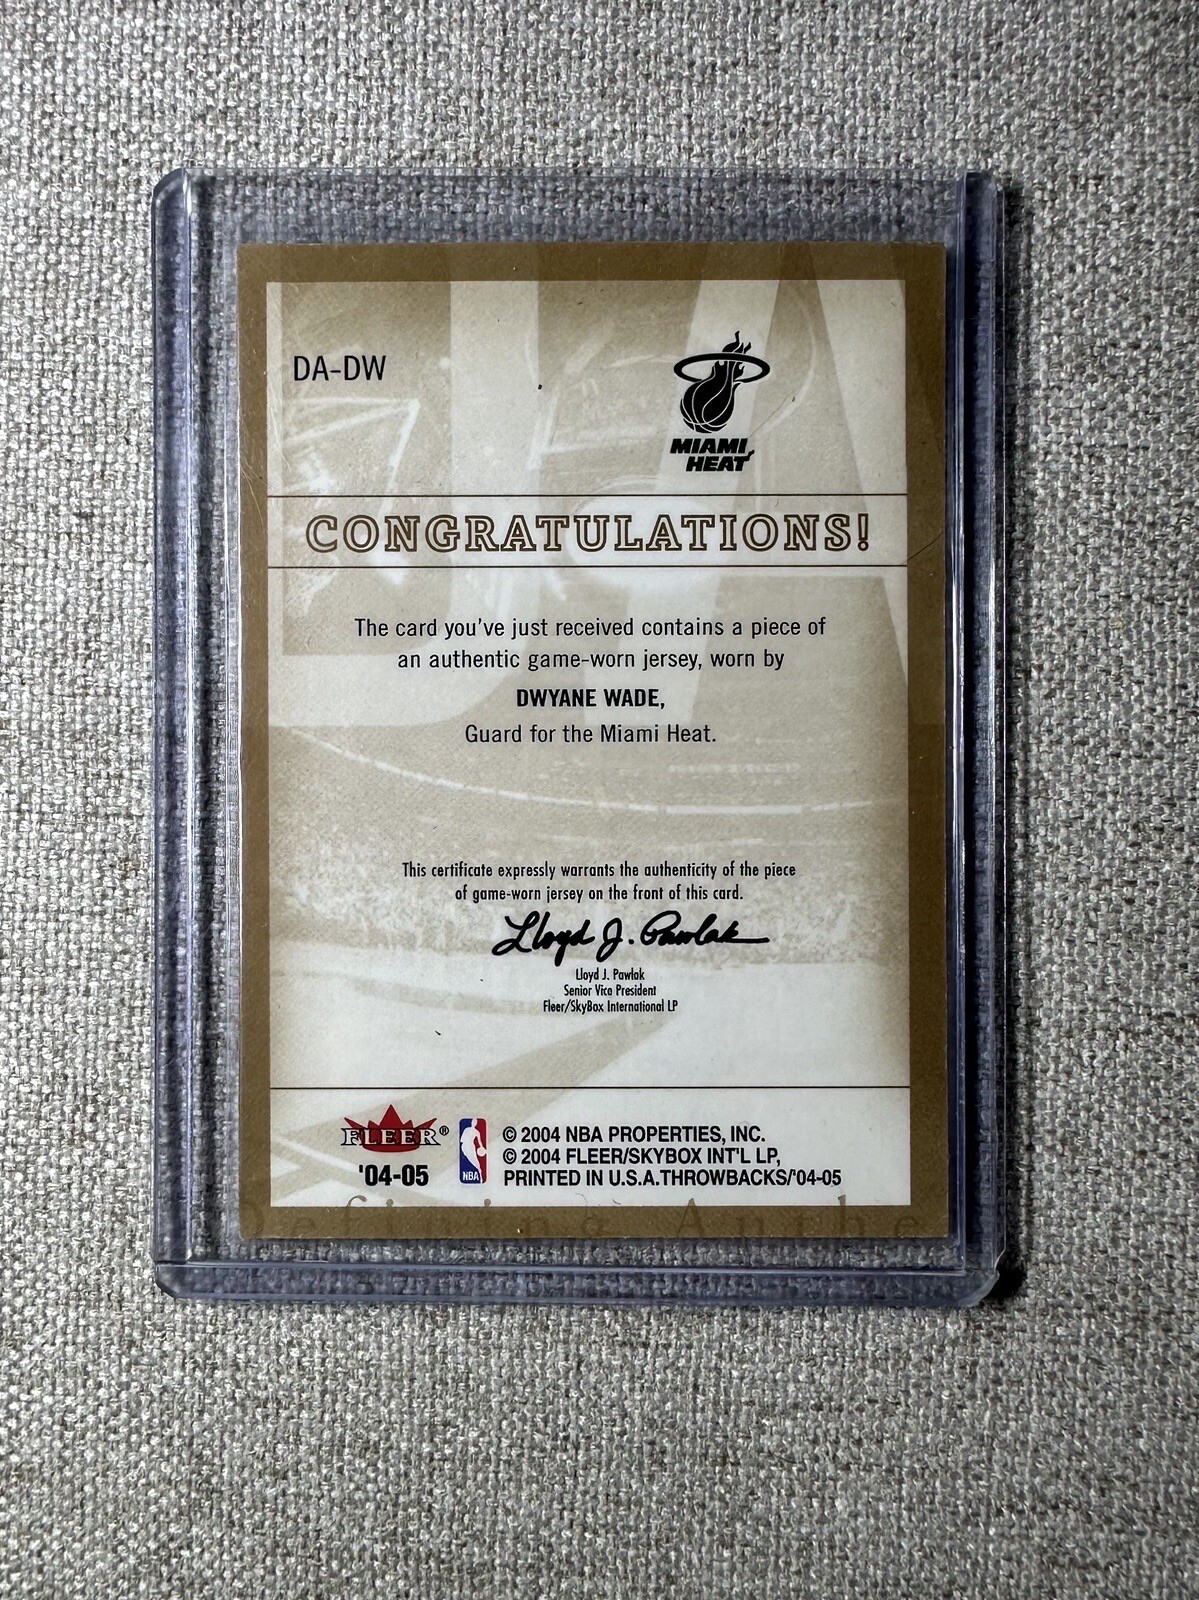 DA-DW
MIAMI
HEAT
CONGRATULATIONS!
The card you've just received contains a piece of
an authentic game-worn jersey, worn by
DWYANE WADE,
Guard for the Miami Heat.
This certificate expressly warrants the authenticity of the piece
of game-worn jersey on the front of this card.
Lloyd J. Pawlak
Lloyd J. Pawlak
Senior Vice President
Fleer/SkyBox International LP
FLEER®
'04-05
NBA
© 2004 NBA PROPERTIES, INC.
© 2004 FLEER/SKYBOX INT'L LP,
PRINTED IN U.S.A.THROWBACKS/'04-05
Defining Authe